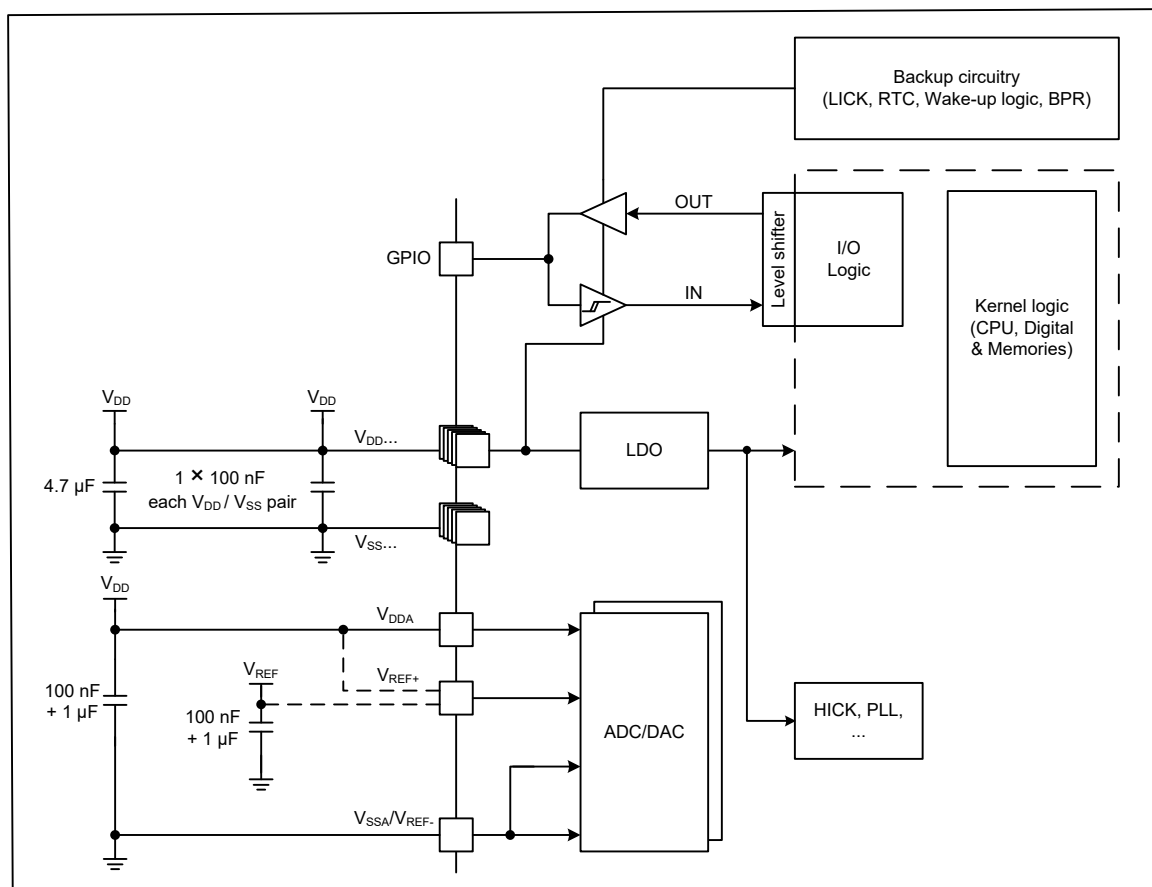 Backup circuitry
(LICK, RTC, Wake-up logic, BPR)
OUT
GPIO
Level shifter
I/O
Logic
IN
Kernel logic
(CPU, Digital
& Memories)
VDD
VDD
VDD...
LDO
4.7 µF
1 × 100 nF
each VDD / VSS pair
VSS...
VDD
VDDA
VREF
VREF+
100 nF
+ 1 µF
100 nF
+ 1 µF
ADC/DAC
HICK, PLL,
...
VSSA/VREF-